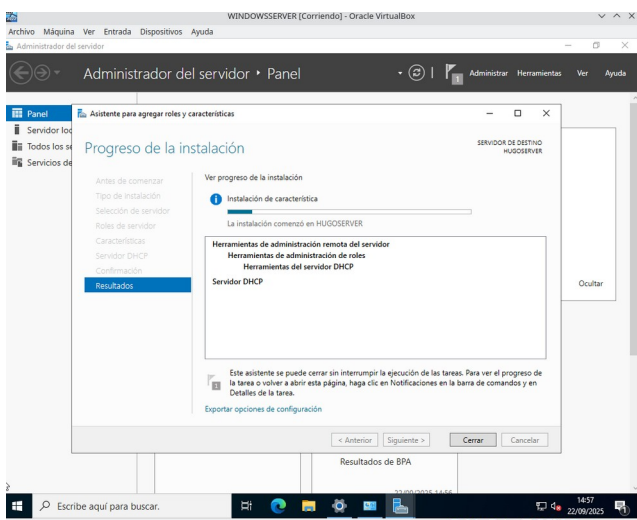 WINDOWSSERVER [Corriendo] - Oracle VirtualBox
Archivo Máquina Ver Entrada Dispositivos Ayuda
Administrador del servidor
Administrador del servidor ‣ Panel
1
Administrar Herramientas Ver Ayuda
Panel
Servidor loc
Todos los se
Servicios de
Asistente para agregar roles y características
Progreso de la instalación
SERVIDOR DE DESTINO
HUGOSERVER
Antes de comenzar
Tipo de instalación
Selección de servidor
Roles de servidor
Características
Servidor DHCP
Confirmación
Resultados
Ver progreso de la instalación
Instalación de característica
La instalación comenzó en HUGOSERVER
Herramientas de administración remota del servidor
Herramientas de administración de roles
Herramientas del servidor DHCP
Servidor DHCP
1
Este asistente se puede cerrar sin interrumpir la ejecución de las tareas. Para ver el progreso de
la tarea o volver a abrir esta página, haga clic en Notificaciones en la barra de comandos y en
Detalles de la tarea.
Exportar opciones de configuración
< Anterior Siguiente > Cerrar Cancelar
Ocultar
Resultados de BPA
22/09/2025 14:56
Escribe aquí para buscar.
14:57
22/09/2025